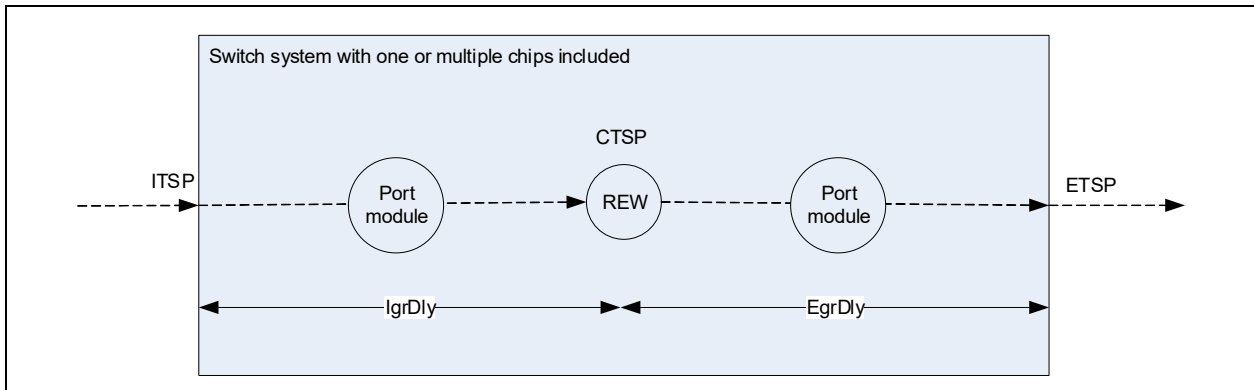 Switch system with one or multiple chips included
CTSP
ITSP
Port
module
REW
Port
module
ETSP
IgrDly
EgrDly